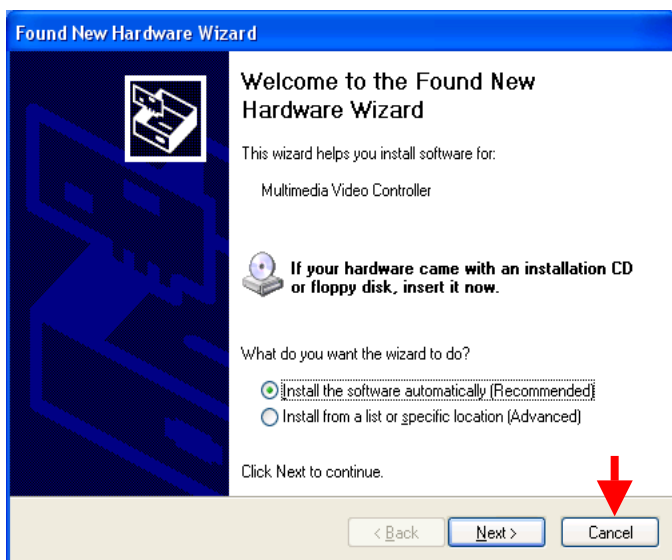 Found New Hardware Wizard
Welcome to the Found New
Hardware Wizard
This wizard helps you install software for:
Multimedia Video Controller
If your hardware came with an installation CD
or floppy disk, insert it now.
What do you want the wizard to do?
Install the software automatically (Recommended)
Install from a list or specific location (Advanced)
Click Next to continue.
< Back Next > Cancel